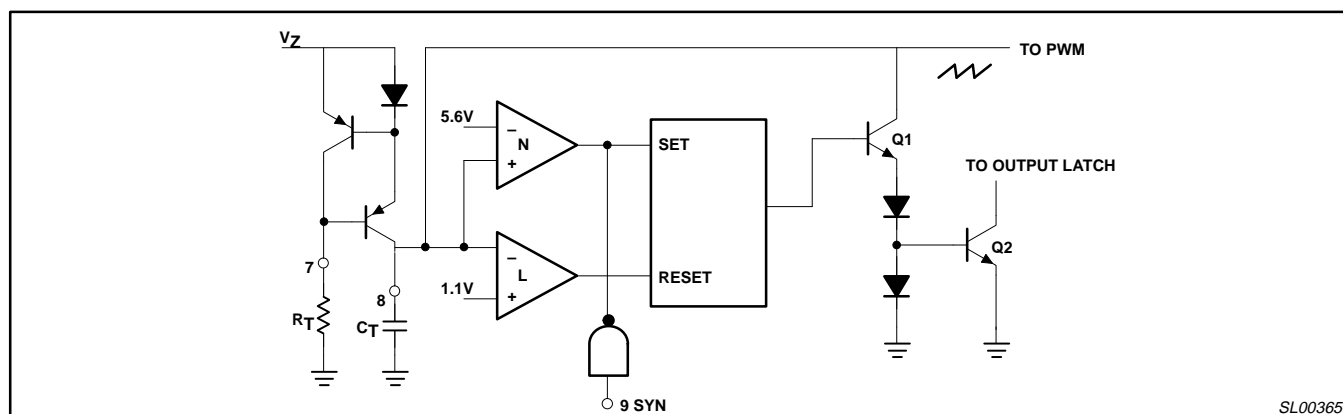 VZ
TO PWM
5.6V
−
N
+
SET
Q1
TO OUTPUT LATCH
Q2
7
−
L
1.1V
+
RESET
8
RT
CT
9 SYN
SL00365